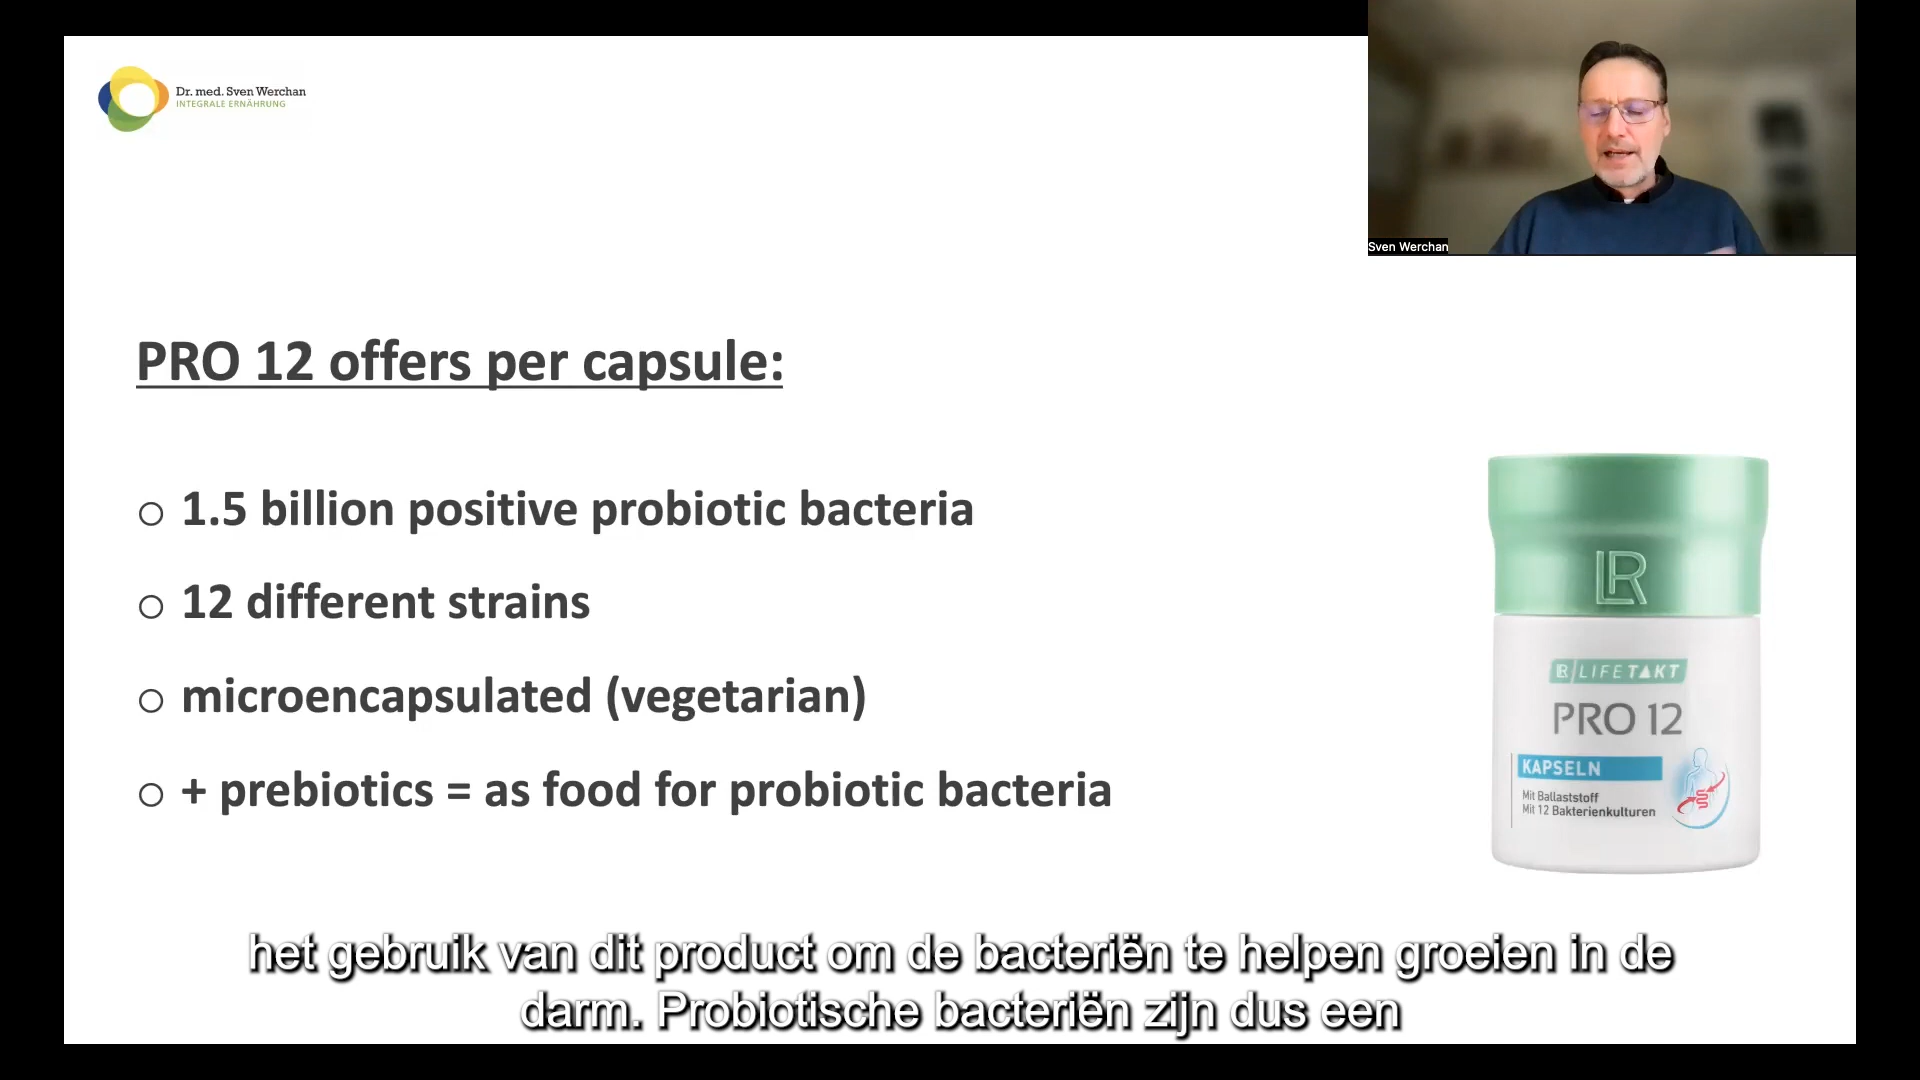 Dr. med. Sven Werchan
INTEGRALE ERNÄHRUNG
Sven Werchan
PRO 12 offers per capsule:
o 1.5 billion positive probiotic bacteria
o 12 different strains
o microencapsulated (vegetarian)
o + prebiotics = as food for probiotic bacteria
LR
LR LIFETAKT
PRO 12
KAPSELN
Mit Ballaststoff
Mit 12 Bakterienkulturen
het gebruik van dit product om de bacteriën te helpen groeien in de
darm. Probiotische bacteriën zijn dus een